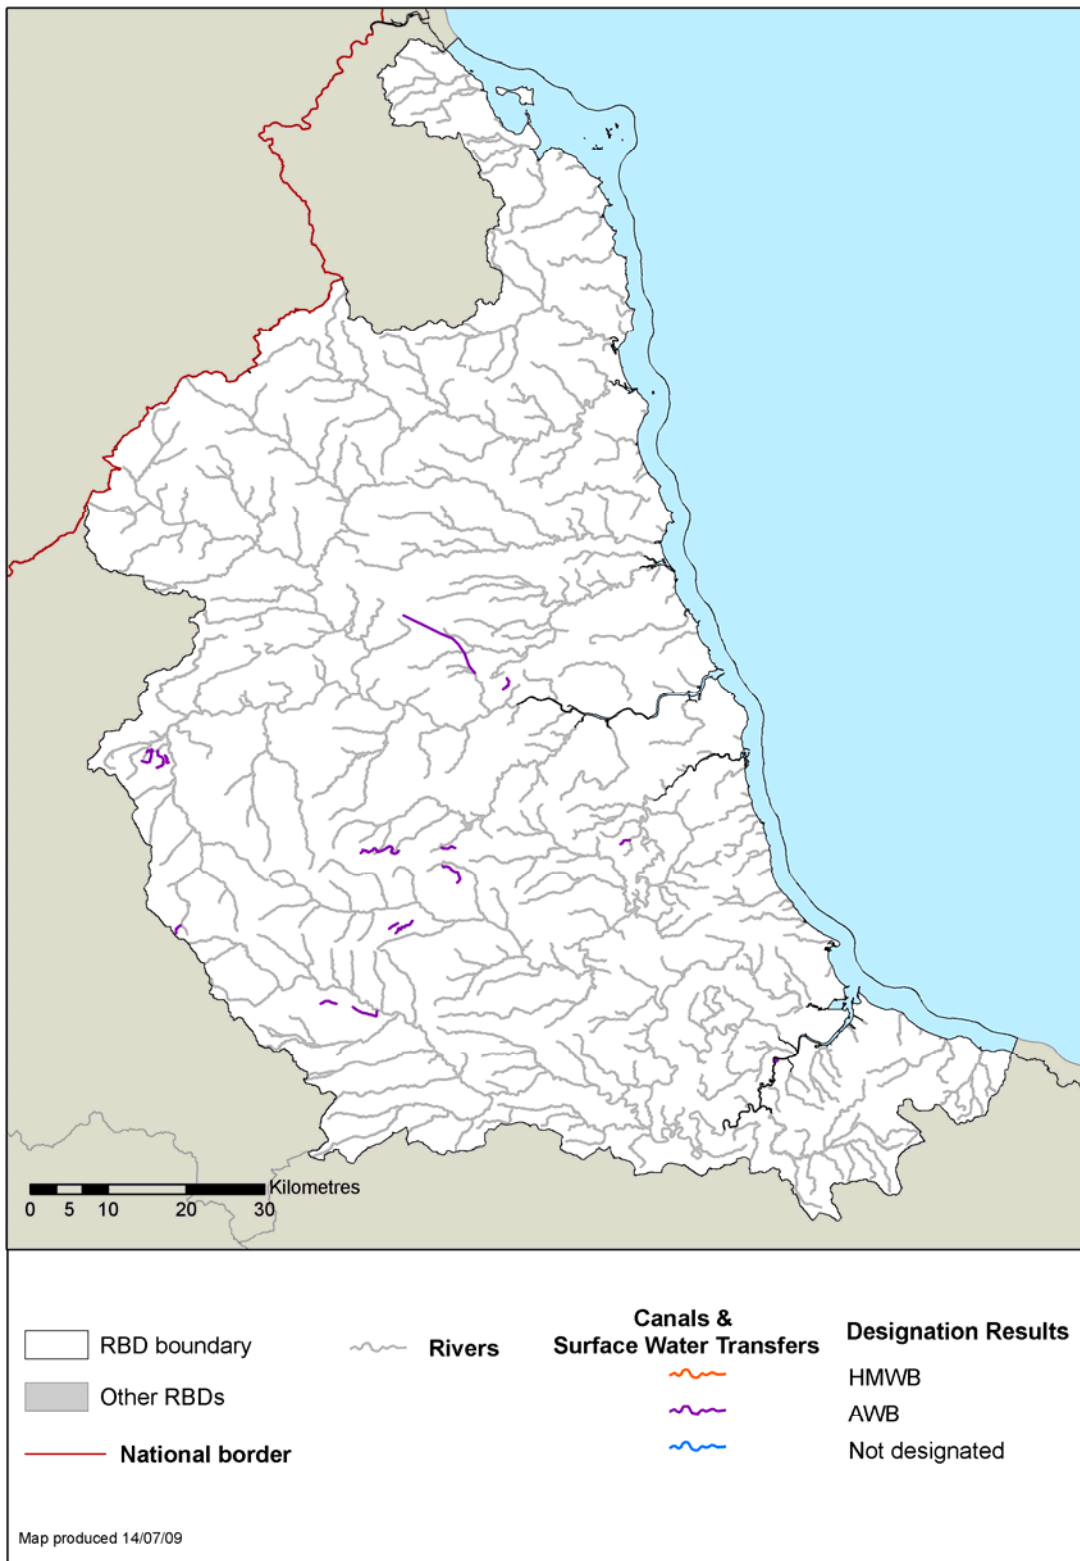 Kilometres
0 5 10 20 30
RBD boundary
Other RBDs
National border
Rivers
Canals &
Surface Water Transfers
Designation Results
HMWB
AWB
Not designated
Map produced 14/07/09